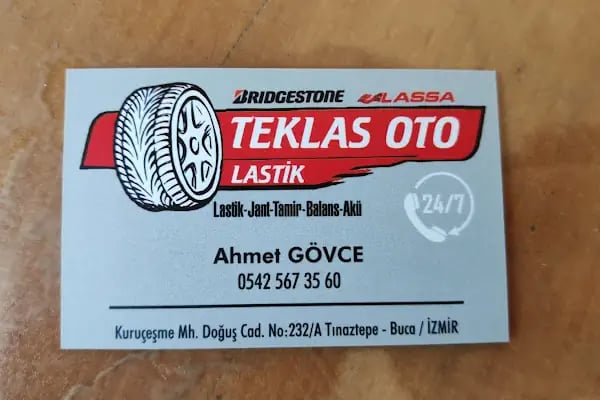 BRIDGESTONE LASSA
TEKLAS OTO
LASTİK
Lastik-Jant-Tamir-Balans-Akü
24/7
Ahmet GÖVCE
0542 567 35 60
Kuruçeşme Mh. Doğuş Cad. No:232/A Tınaztepe - Buca / İZMİR